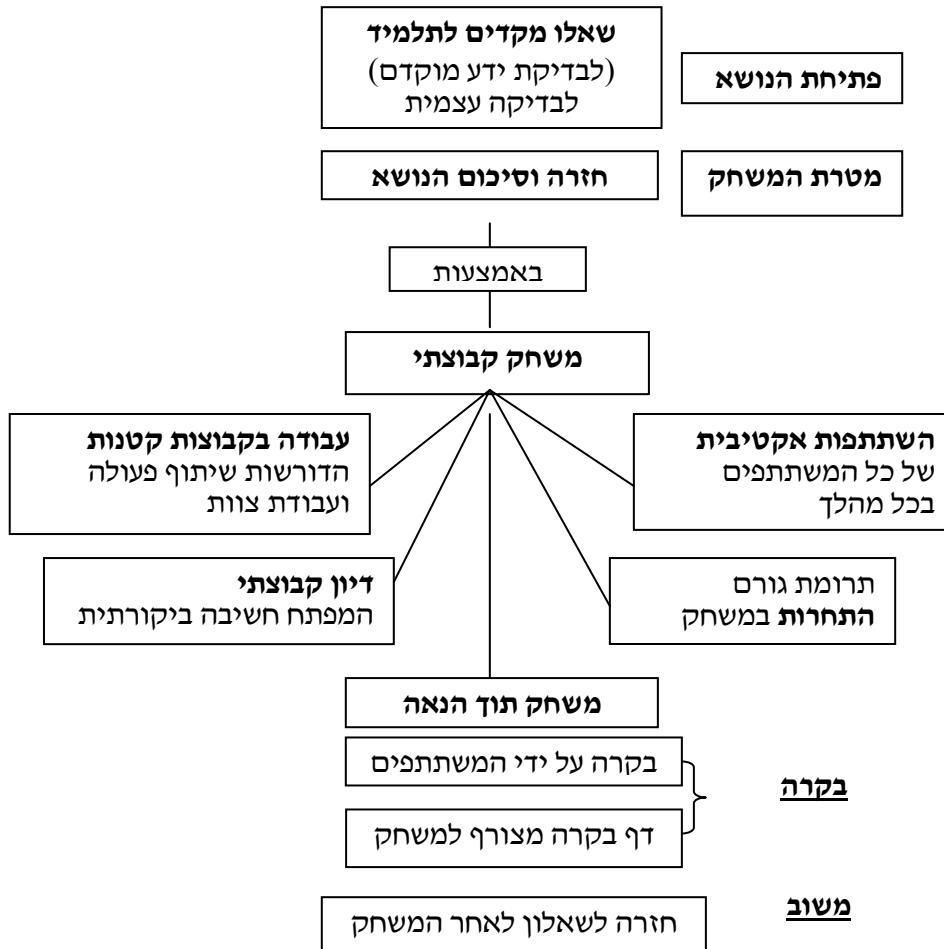 שאלו מקדים לתלמיד
(לבדיקת ידע מוקדם)
לבדיקה עצמית
פתיחת הנושא
מטרת המשחק
חזרה וסיכום הנושא
באמצעות
משחק קבוצתי
השתתפות אקטיבית
של כל המשתתפים
בכל מהלך
עבודה בקבוצות קטנות
הדורשות שיתוף פעולה
ועבודת צוות
תרומת גורם
התחרות במשחק
דיון קבוצתי
המפתח חשיבה ביקורתית
משחק תוך הנאה
בקרה
בקרה על ידי המשתתפים
דף בקרה מצורף למשחק
משוב
חזרה לשאלון לאחר המשחק